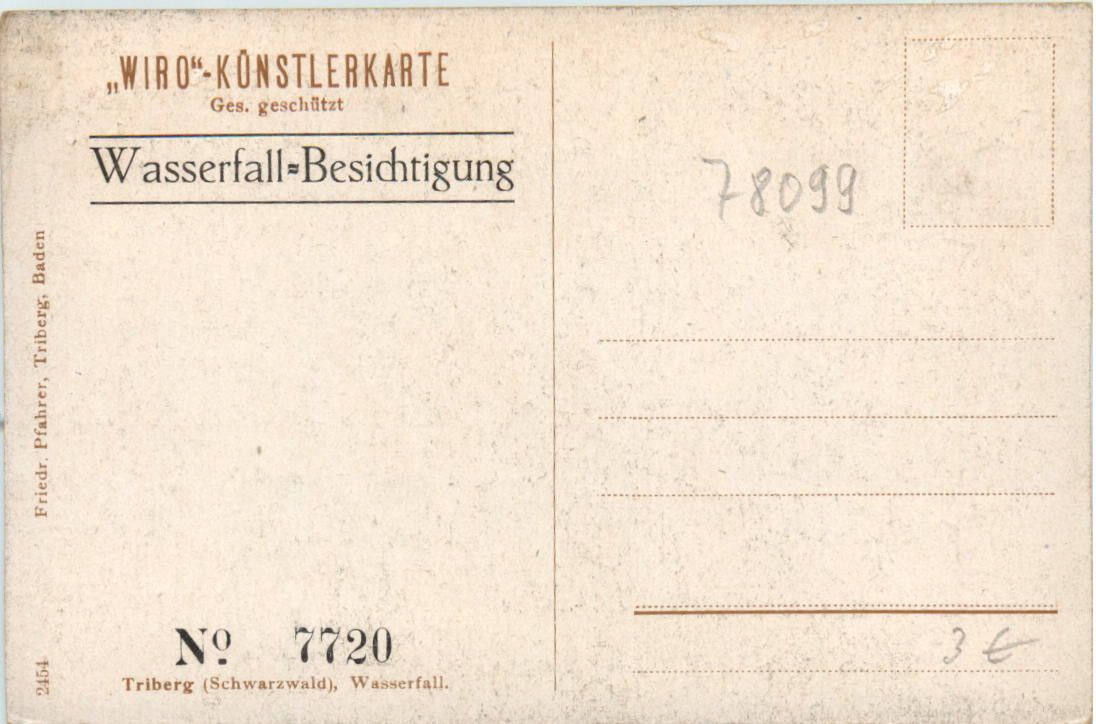 „WIRO“-KÜNSTLERKARTE
Ges. geschützt
Wasserfall=Besichtigung
Friedr. Pfahrer, Triberg, Baden
2454
Nº 7720
Triberg (Schwarzwald), Wasserfall.
78099
3 €